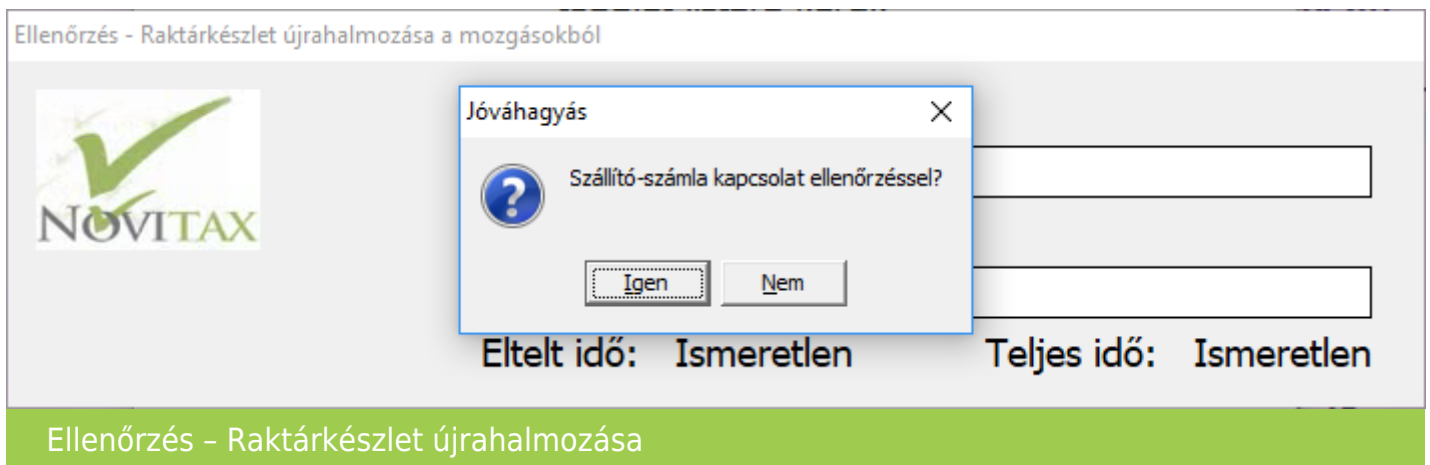 Ellenőrzés - Raktárkészlet újrahalmozása a mozgásokból
NOVITAX
Jóváhagyás
Szállító-számla kapcsolat ellenőrzéssel?
Igen Nem
Eltelt idő: Ismeretlen Teljes idő: Ismeretlen
Ellenőrzés – Raktárkészlet újrahalmozása